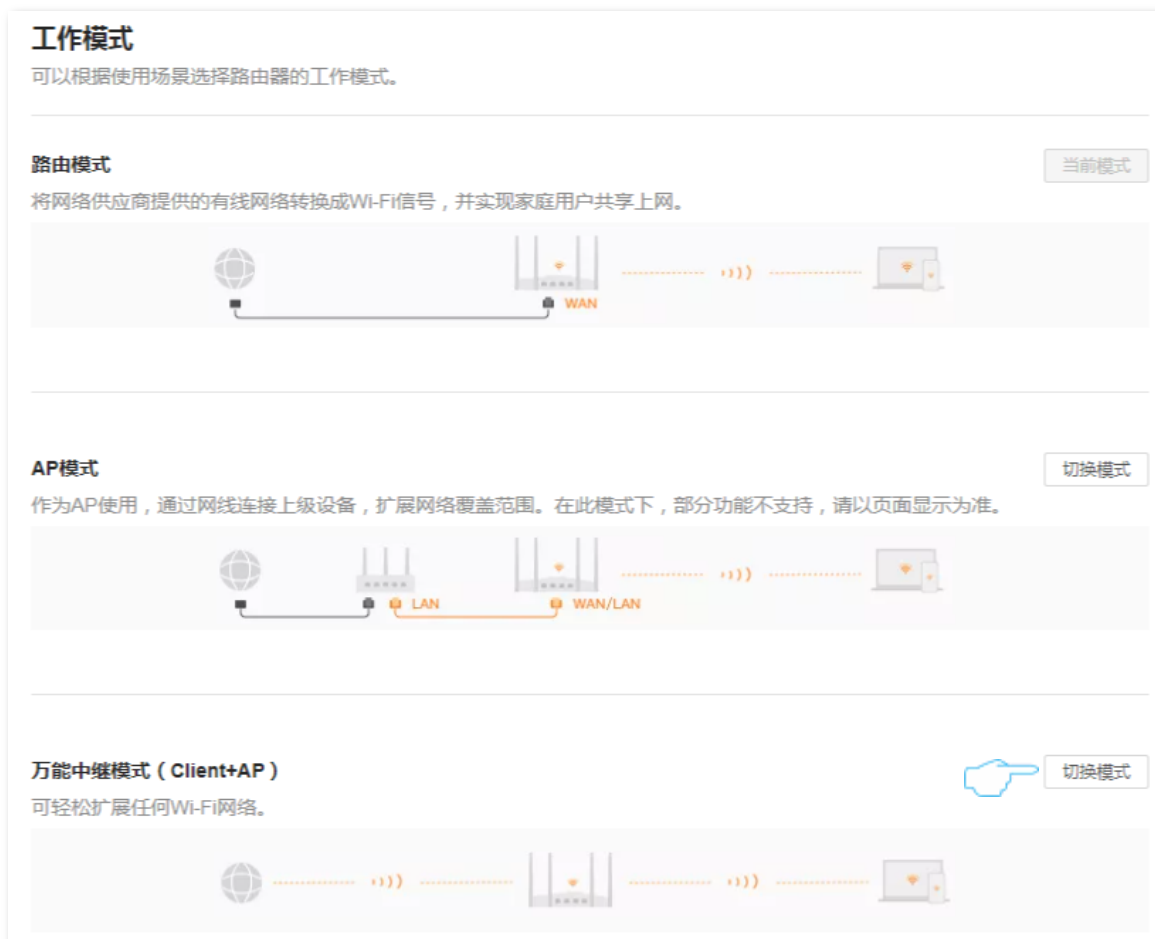 工作模式
可以根据使用场景选择路由器的工作模式。
路由模式
当前模式
将网络供应商提供的有线网络转换成Wi-Fi信号，并实现家庭用户共享上网。
WAN
AP模式
切换模式
作为AP使用，通过网线连接上级设备，扩展网络覆盖范围。在此模式下，部分功能不支持，请以页面显示为准。
LAN
WAN/LAN
万能中继模式（Client+AP）
切换模式
可轻松扩展任何Wi-Fi网络。